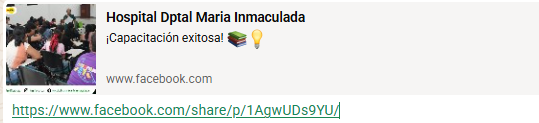 Hospital Dptal Maria Inmaculada
¡Capacitación exitosa! 📚💡
www.facebook.com
https://www.facebook.com/share/p/1AgwUDs9YU/